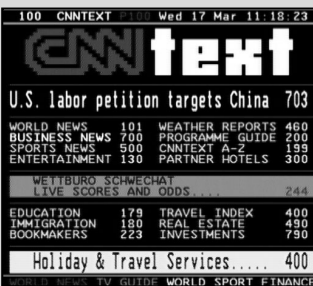 100 CNNTEXT P100 Wed 17 Mar 11:18:23
CNN text
U.S. labor petition targets China 703
WORLD NEWS 101 WEATHER REPORTS 460
BUSINESS NEWS 700 PROGRAMME GUIDE 200
SPORTS NEWS 500 CNNTEXT A-Z 199
ENTERTAINMENT 130 PARTNER HOTELS 300
WETTBURO SCHWECHAT
LIVE SCORES AND ODDS.... 244
EDUCATION 179 TRAVEL INDEX 400
IMMIGRATION 180 REAL ESTATE 490
BOOKMAKERS 223 INVESTMENTS 790
Holiday & Travel Services..... 400
WORLD NEWS TV GUIDE WORLD SPORT FINANCE